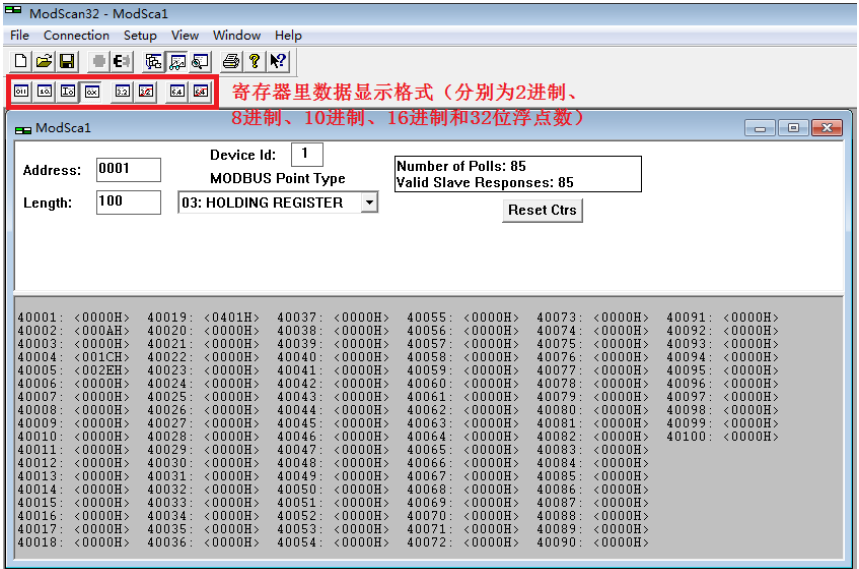 ModScan32 - ModSca1
File Connection Setup View Window Help
寄存器里数据显示格式（分别为2进制、
8进制、10进制、16进制和32位浮点数）
ModSca1
Address: 0001
Device Id: 1
MODBUS Point Type
Length: 100
03: HOLDING REGISTER
Number of Polls: 85
Valid Slave Responses: 85
Reset Ctrs
40001: <0000H> 40019: <0401H> 40037: <0000H> 40055: <0000H> 40073: <0000H> 40091: <0000H>
40002: <000AH> 40020: <0000H> 40038: <0000H> 40056: <0000H> 40074: <0000H> 40092: <0000H>
40003: <0000H> 40021: <0000H> 40039: <0000H> 40057: <0000H> 40075: <0000H> 40093: <0000H>
40004: <001CH> 40022: <0000H> 40040: <0000H> 40058: <0000H> 40076: <0000H> 40094: <0000H>
40005: <002EH> 40023: <0000H> 40041: <0000H> 40059: <0000H> 40077: <0000H> 40095: <0000H>
40006: <0000H> 40024: <0000H> 40042: <0000H> 40060: <0000H> 40078: <0000H> 40096: <0000H>
40007: <0000H> 40025: <0000H> 40043: <0000H> 40061: <0000H> 40079: <0000H> 40097: <0000H>
40008: <0000H> 40026: <0000H> 40044: <0000H> 40062: <0000H> 40080: <0000H> 40098: <0000H>
40009: <0000H> 40027: <0000H> 40045: <0000H> 40063: <0000H> 40081: <0000H> 40099: <0000H>
40010: <0000H> 40028: <0000H> 40046: <0000H> 40064: <0000H> 40082: <0000H> 40100: <0000H>
40011: <0000H> 40029: <0000H> 40047: <0000H> 40065: <0000H> 40083: <0000H>
40012: <0000H> 40030: <0000H> 40048: <0000H> 40066: <0000H> 40084: <0000H>
40013: <0000H> 40031: <0000H> 40049: <0000H> 40067: <0000H> 40085: <0000H>
40014: <0000H> 40032: <0000H> 40050: <0000H> 40068: <0000H> 40086: <0000H>
40015: <0000H> 40033: <0000H> 40051: <0000H> 40069: <0000H> 40087: <0000H>
40016: <0000H> 40034: <0000H> 40052: <0000H> 40070: <0000H> 40088: <0000H>
40017: <0000H> 40035: <0000H> 40053: <0000H> 40071: <0000H> 40089: <0000H>
40018: <0000H> 40036: <0000H> 40054: <0000H> 40072: <0000H> 40090: <0000H>